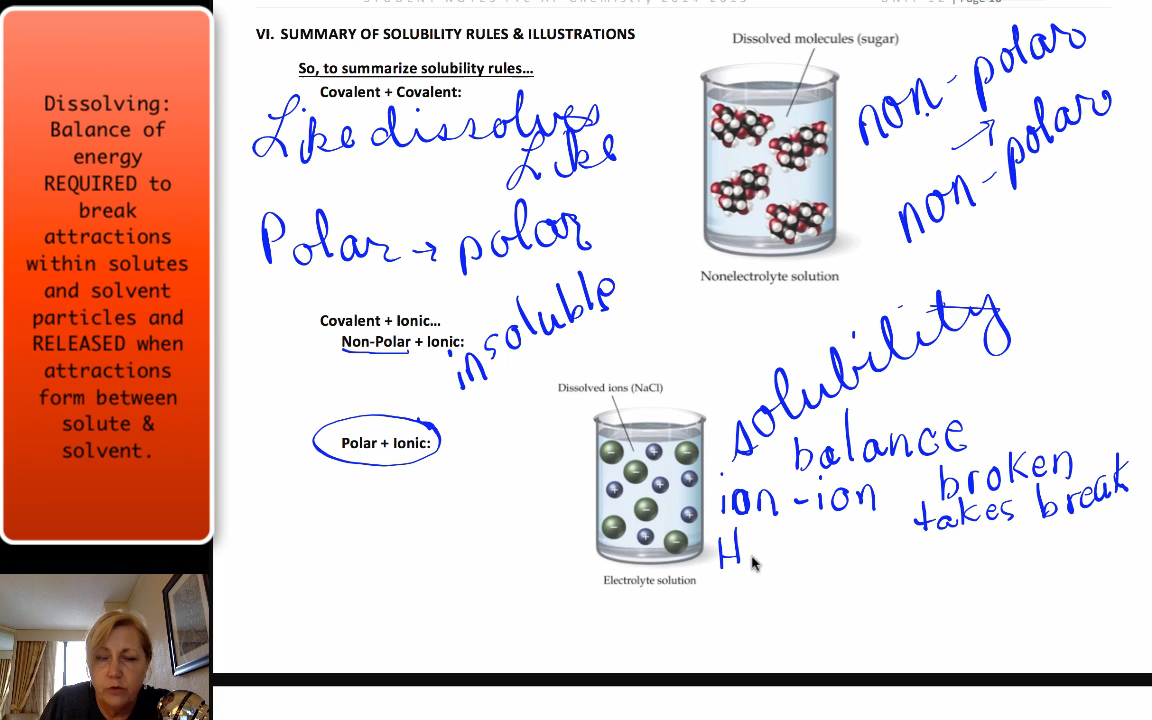 Dissolving:
Balance of
energy
REQUIRED to
break
attractions
within solutes
and solvent
particles and
RELEASED when
attractions
form between
solute &
solvent.
VI. SUMMARY OF SOLUBILITY RULES & ILLUSTRATIONS
So, to summarize solubility rules...
Covalent + Covalent:
Like dissolves
Like
Polar → polar
Dissolved molecules (sugar)
Nonelectrolyte solution
non-polar
→
non-polar
Covalent + Ionic...
Non-Polar + Ionic:
insoluble
Polar + Ionic:
Dissolved ions (NaCl)
Electrolyte solution
solubility
balance
ion-ion broken
takes break
H